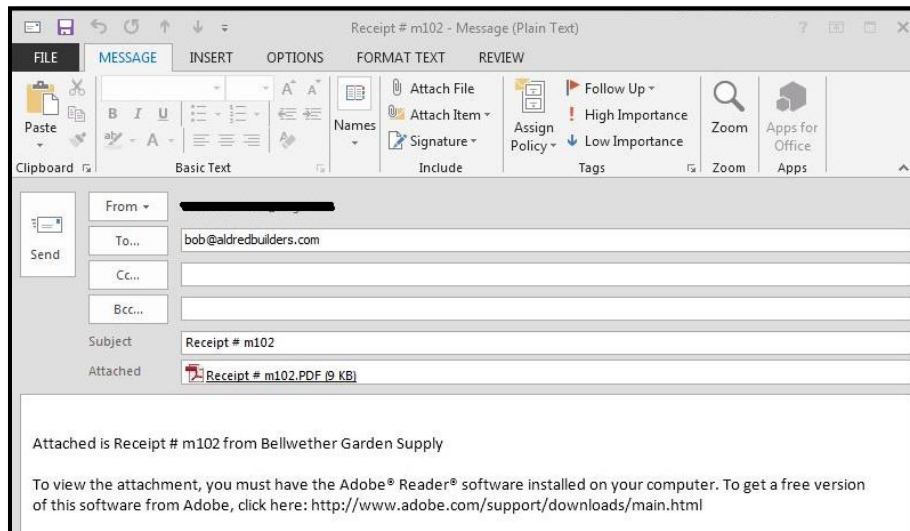 Receipt # m102 - Message (Plain Text) ?
FILE MESSAGE INSERT OPTIONS FORMAT TEXT REVIEW
Paste
B I U
ab A
A A
A
Names
Attach File
Attach Item
Signature
Assign
Policy
Follow Up
High Importance
Low Importance
Zoom
Apps for
Office
Clipboard Basic Text Include Tags Zoom Apps
Send
From
To... bob@aldredbuilders.com
Cc...
Bcc...
Subject Receipt # m102
Attached Receipt # m102.PDF (9 KB)
Attached is Receipt # m102 from Bellwether Garden Supply
To view the attachment, you must have the Adobe® Reader® software installed on your computer. To get a free version
of this software from Adobe, click here: http://www.adobe.com/support/downloads/main.html